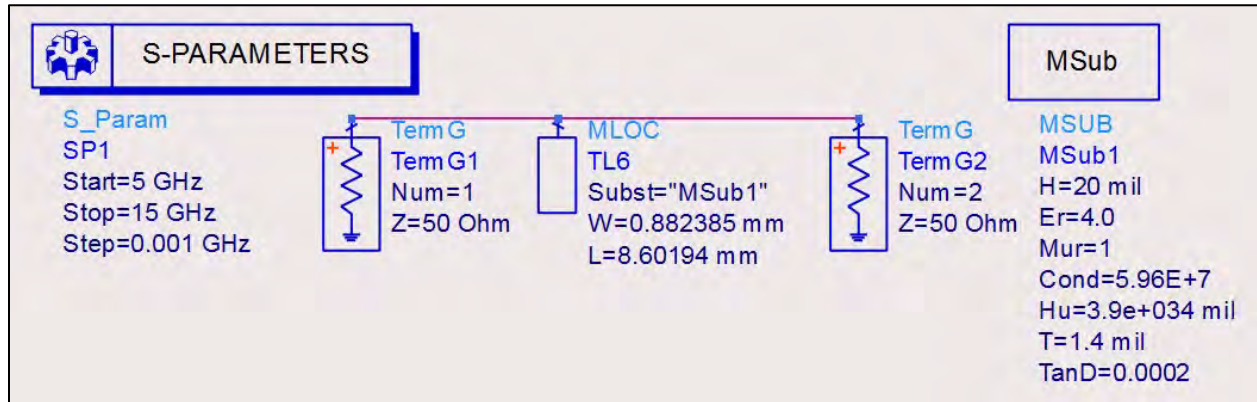 S-PARAMETERS
S_Param
SP1
Start=5 GHz
Stop=15 GHz
Step=0.001 GHz
+
Term G
Term G1
Num=1
Z=50 Ohm
MLOC
TL6
Subst="MSub1"
W=0.882385 mm
L=8.60194 mm
+
Term G
Term G2
Num=2
Z=50 Ohm
MSub
MSUB
MSub1
H=20 mil
Er=4.0
Mur=1
Cond=5.96E+7
Hu=3.9e+034 mil
T=1.4 mil
TanD=0.0002